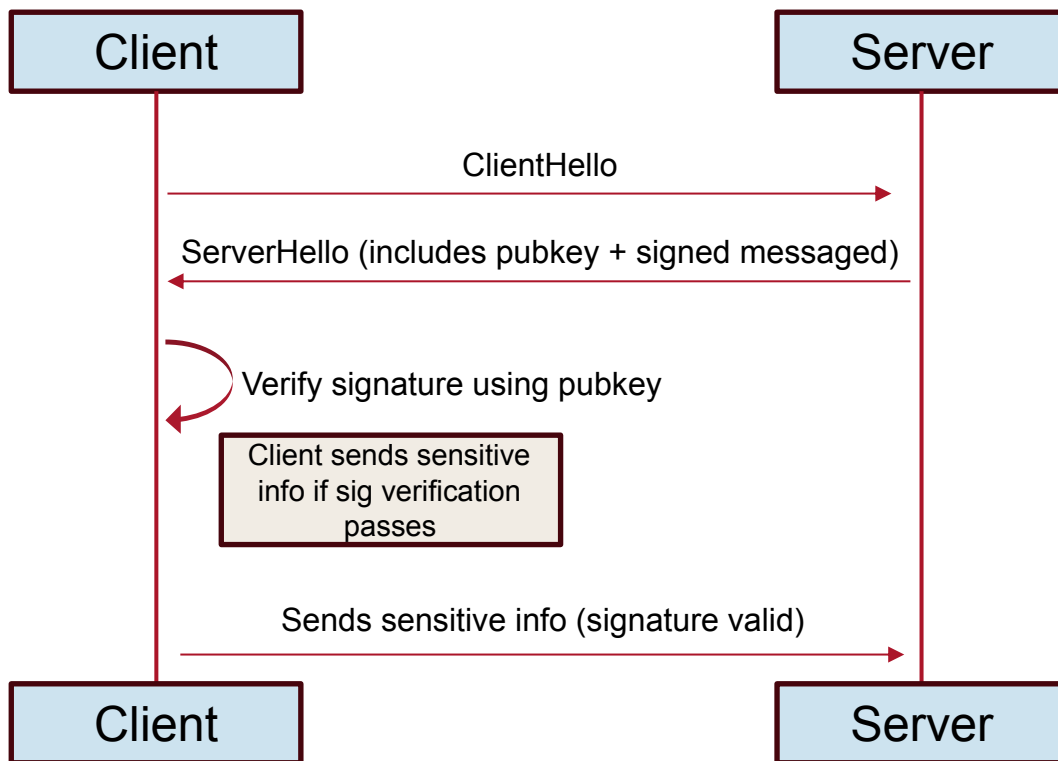 Client
Server
ClientHello
ServerHello (includes pubkey + signed messaged)
Verify signature using pubkey
Client sends sensitive
info if sig verification
passes
Sends sensitive info (signature valid)
Client
Server